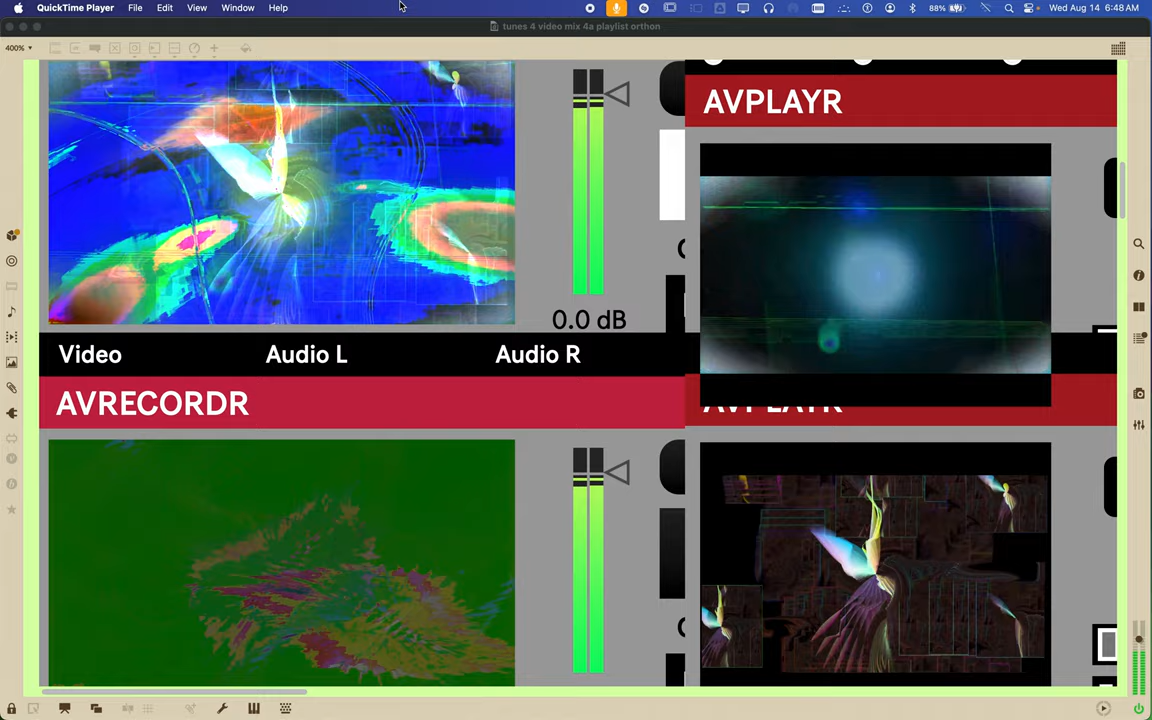 QuickTime Player File Edit View Window Help 88% Wed Aug 14 6:48 AM
tunes 4 video mix 4a playlist orthon
400%
AVPLAYR
0.0 dB
Video Audio L Audio R
AVRECORDR
AVPLAYR